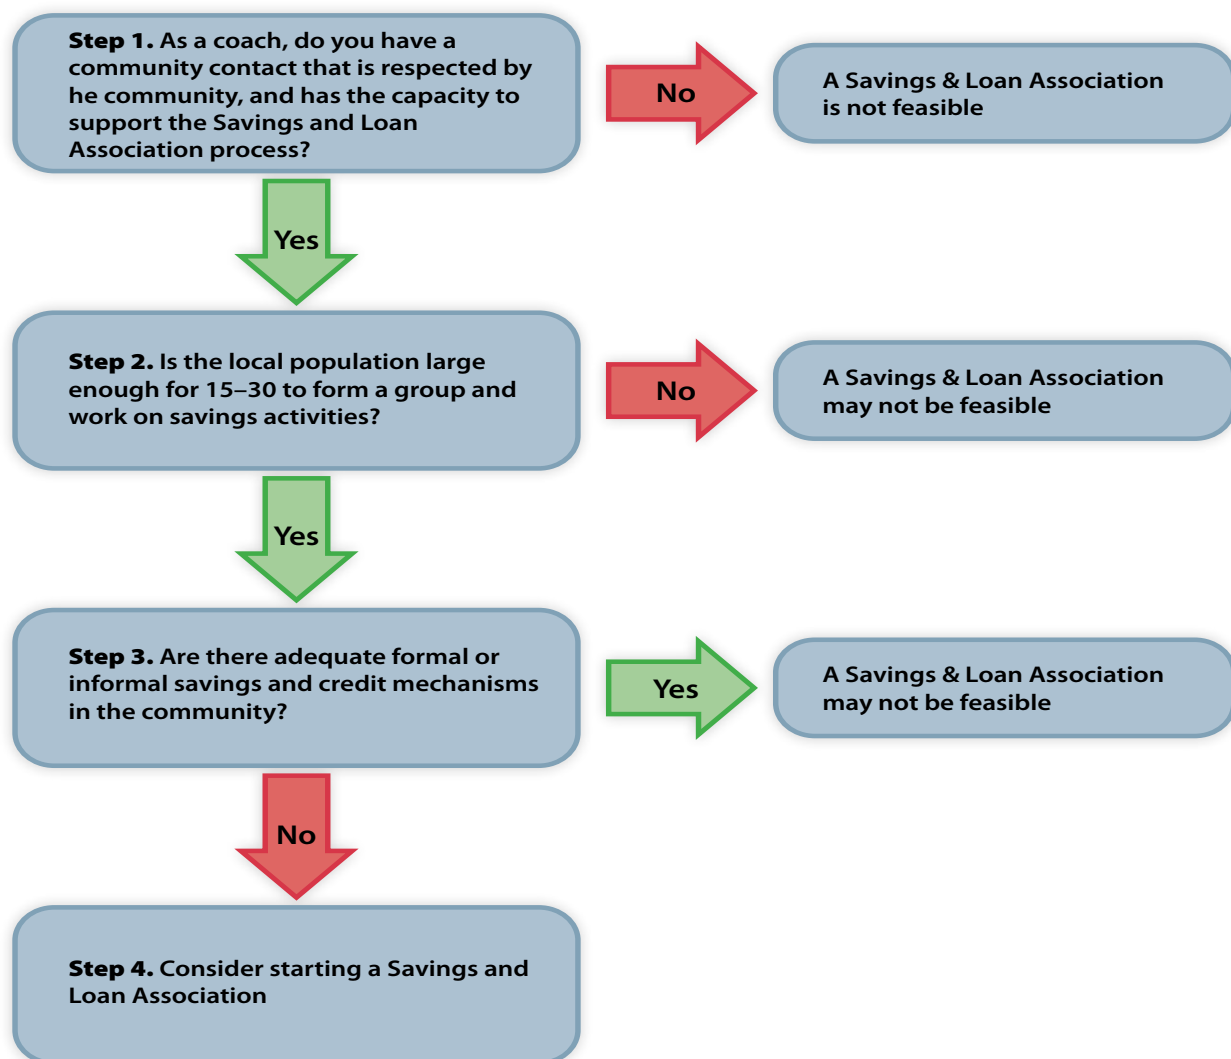 Step 1. As a coach, do you have a
community contact that is respected by
he community, and has the capacity to
support the Savings and Loan
Association process?
No
A Savings & Loan Association
is not feasible
Yes
Step 2. Is the local population large
enough for 15–30 to form a group and
work on savings activities?
No
A Savings & Loan Association
may not be feasible
Yes
Step 3. Are there adequate formal or
informal savings and credit mechanisms
in the community?
Yes
A Savings & Loan Association
may not be feasible
No
Step 4. Consider starting a Savings and
Loan Association